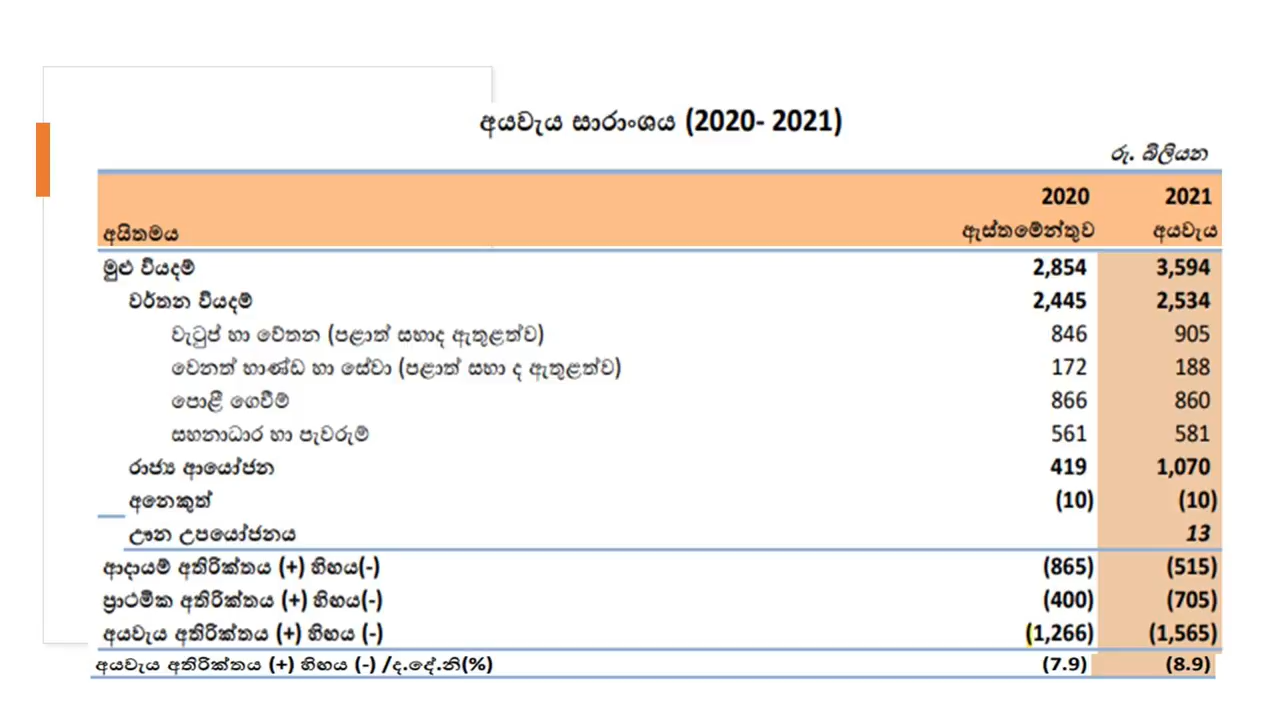 අයවැය සාරාංශය (2020- 2021)
රු. බිලියන
2020 2021
අයිතමය ඇස්තමේන්තුව අයවැය
මුළු වියදම් 2,854 3,594
වර්තන වියදම් 2,445 2,534
වැටුප් හා වේතන (පළාත් සභාද ඇතුළත්ව) 846 905
වෙනත් භාණ්ඩ හා සේවා (පළාත් සභා ද ඇතුළත්ව) 172 188
පොළී ගෙවීම් 866 860
සහනාධාර හා පැවරුම් 561 581
රාජ්‍ය ආයෝජන 419 1,070
අනෙකුත් (10) (10)
ඌන උපයෝජනය 13
ආදායම් අතිරික්තය (+) හිඟය(-) (865) (515)
ප්‍රාථමික අතිරික්තය (+) හිඟය(-) (400) (705)
අයවැය අතිරික්තය (+) හිඟය (-) (1,266) (1,565)
අයවැය අතිරික්තය (+) හිඟය (-) /ද.දේ.නි(%) (7.9) (8.9)